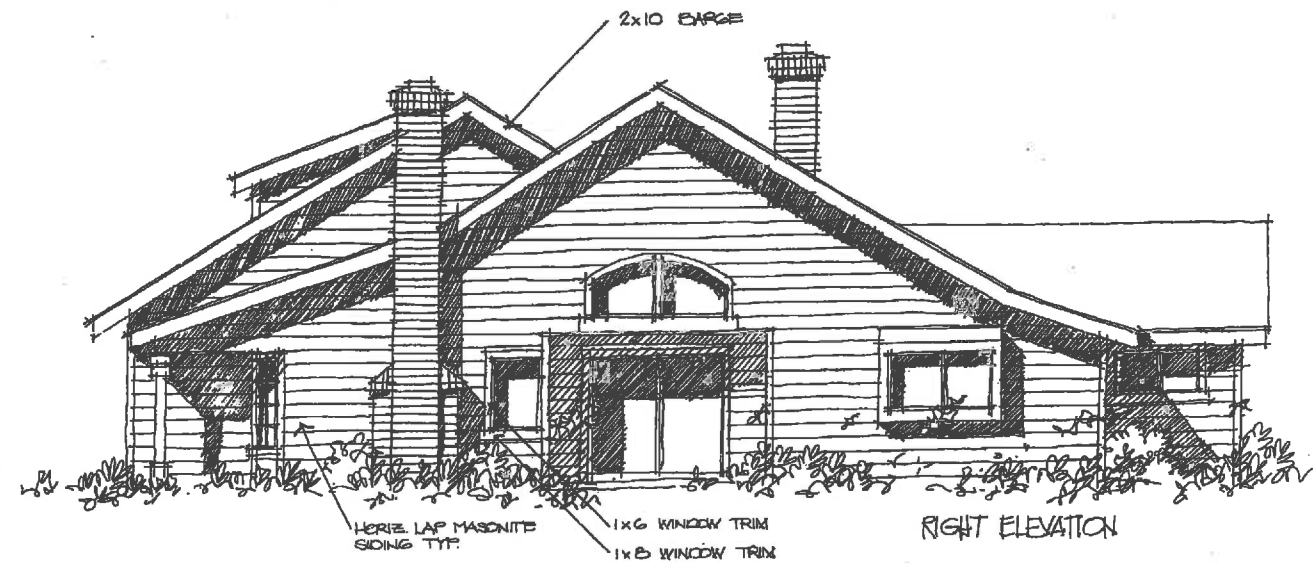 2x10 BARGE
HORIZ. LAP MASONITE
SIDING TYP.
1x6 WINDOW TRIM
1x8 WINDOW TRIM
RIGHT ELEVATION